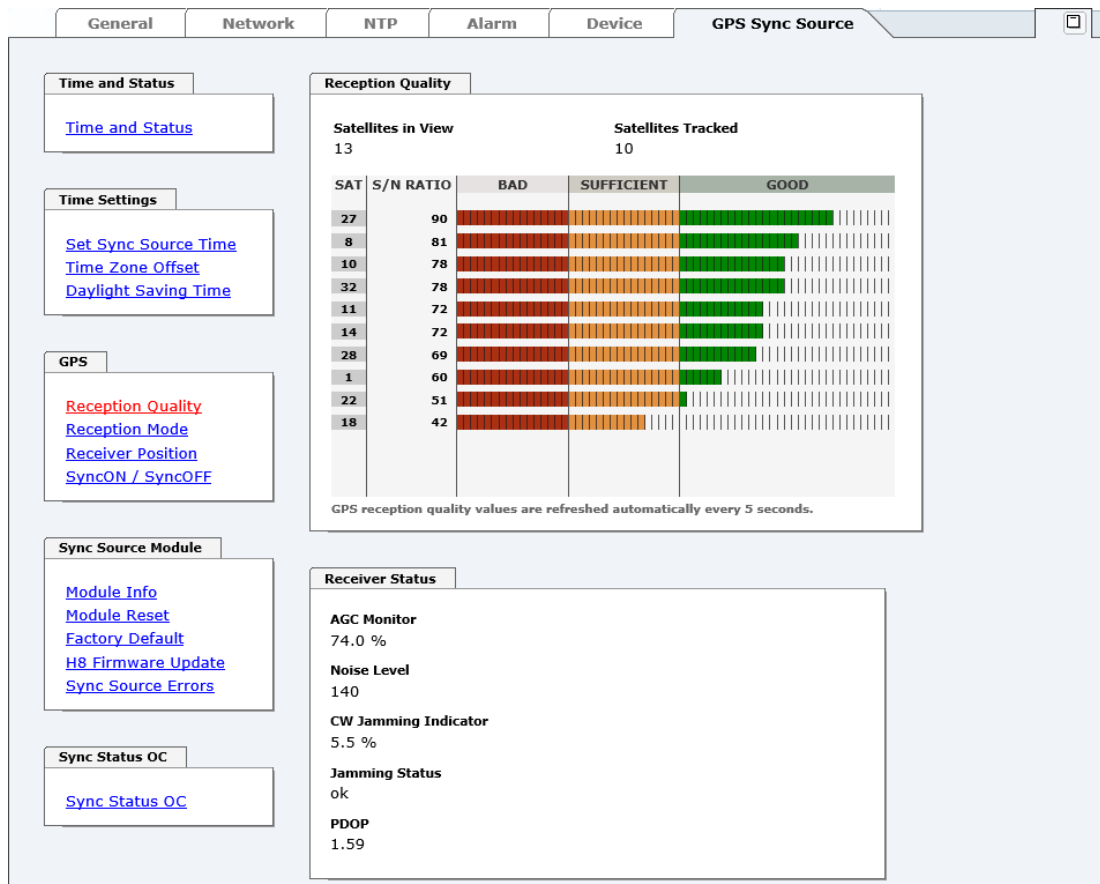 General Network NTP Alarm Device GPS Sync Source
Time and Status
Time and Status
Time Settings
Set Sync Source Time
Time Zone Offset
Daylight Saving Time
GPS
Reception Quality
Reception Mode
Receiver Position
SyncON / SyncOFF
Sync Source Module
Module Info
Module Reset
Factory Default
H8 Firmware Update
Sync Source Errors
Sync Status OC
Sync Status OC
Reception Quality
Satellites in View Satellites Tracked
13 10
SAT S/N RATIO BAD SUFFICIENT GOOD
27 90
8 81
10 78
32 78
11 72
14 72
28 69
1 60
22 51
18 42
GPS reception quality values are refreshed automatically every 5 seconds.
Receiver Status
AGC Monitor
74.0 %
Noise Level
140
CW Jamming Indicator
5.5 %
Jamming Status
ok
PDOP
1.59